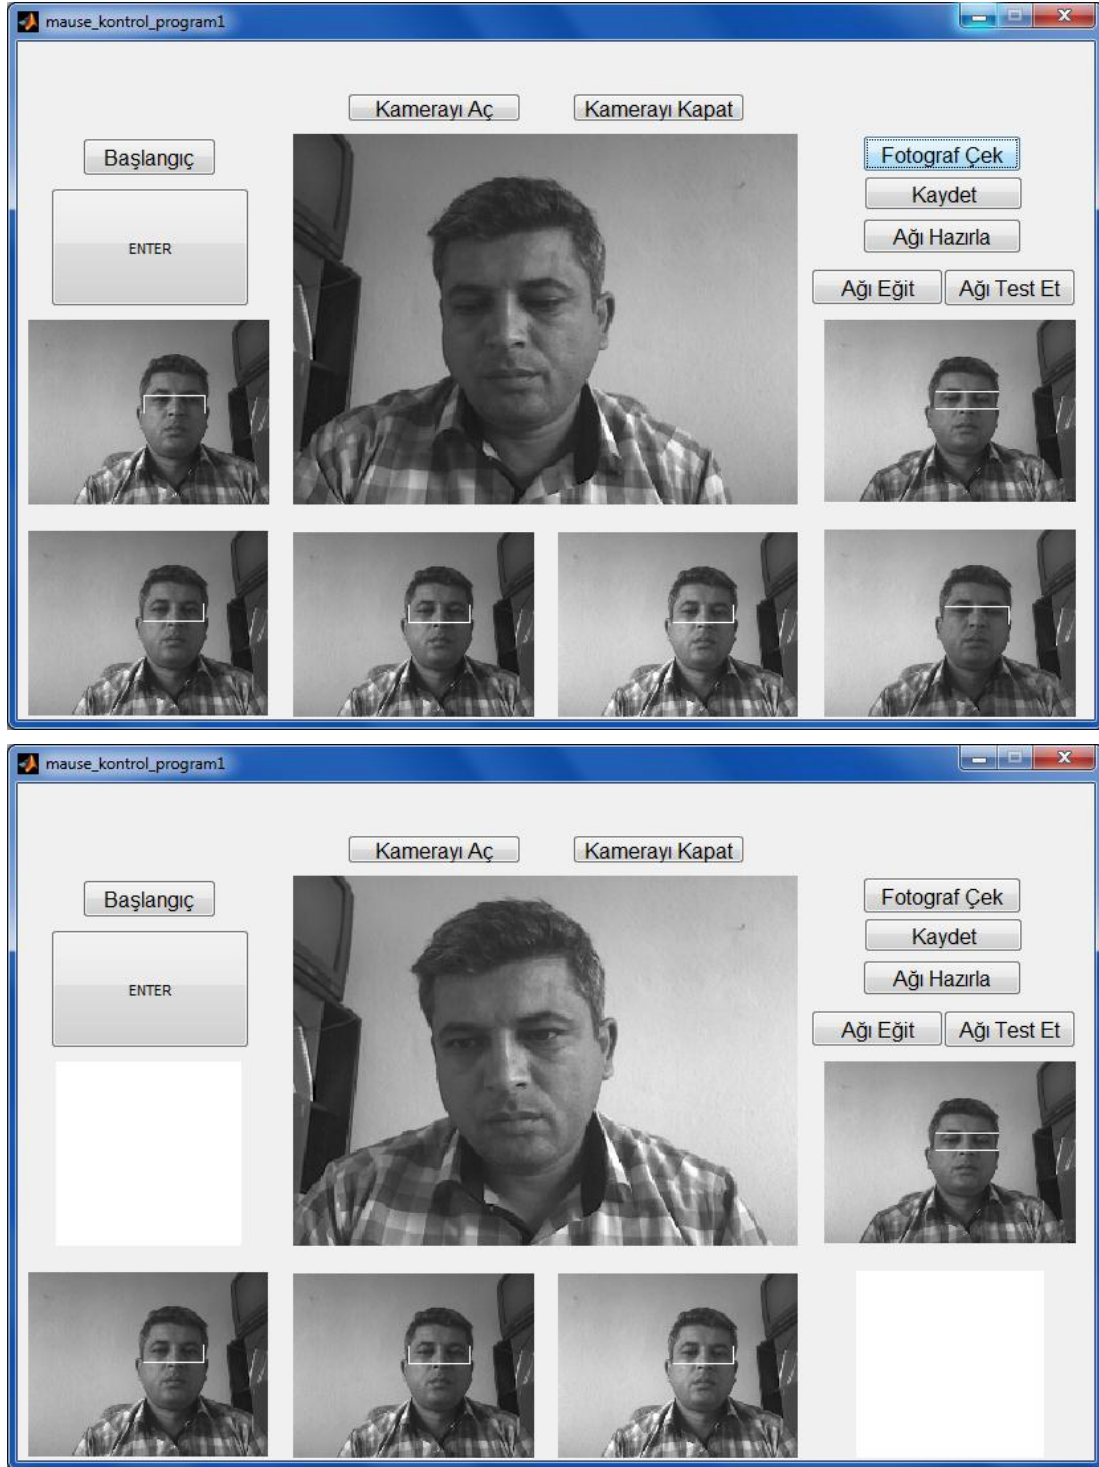 mause_kontrol_program1
Kamerayı Aç
Kamerayı Kapat
Başlangıç
Fotograf Çek
ENTER
Kaydet
Ağı Hazırla
Ağı Eğit
Ağı Test Et
mause_kontrol_program1
Kamerayı Aç
Kamerayı Kapat
Başlangıç
Fotograf Çek
ENTER
Kaydet
Ağı Hazırla
Ağı Eğit
Ağı Test Et